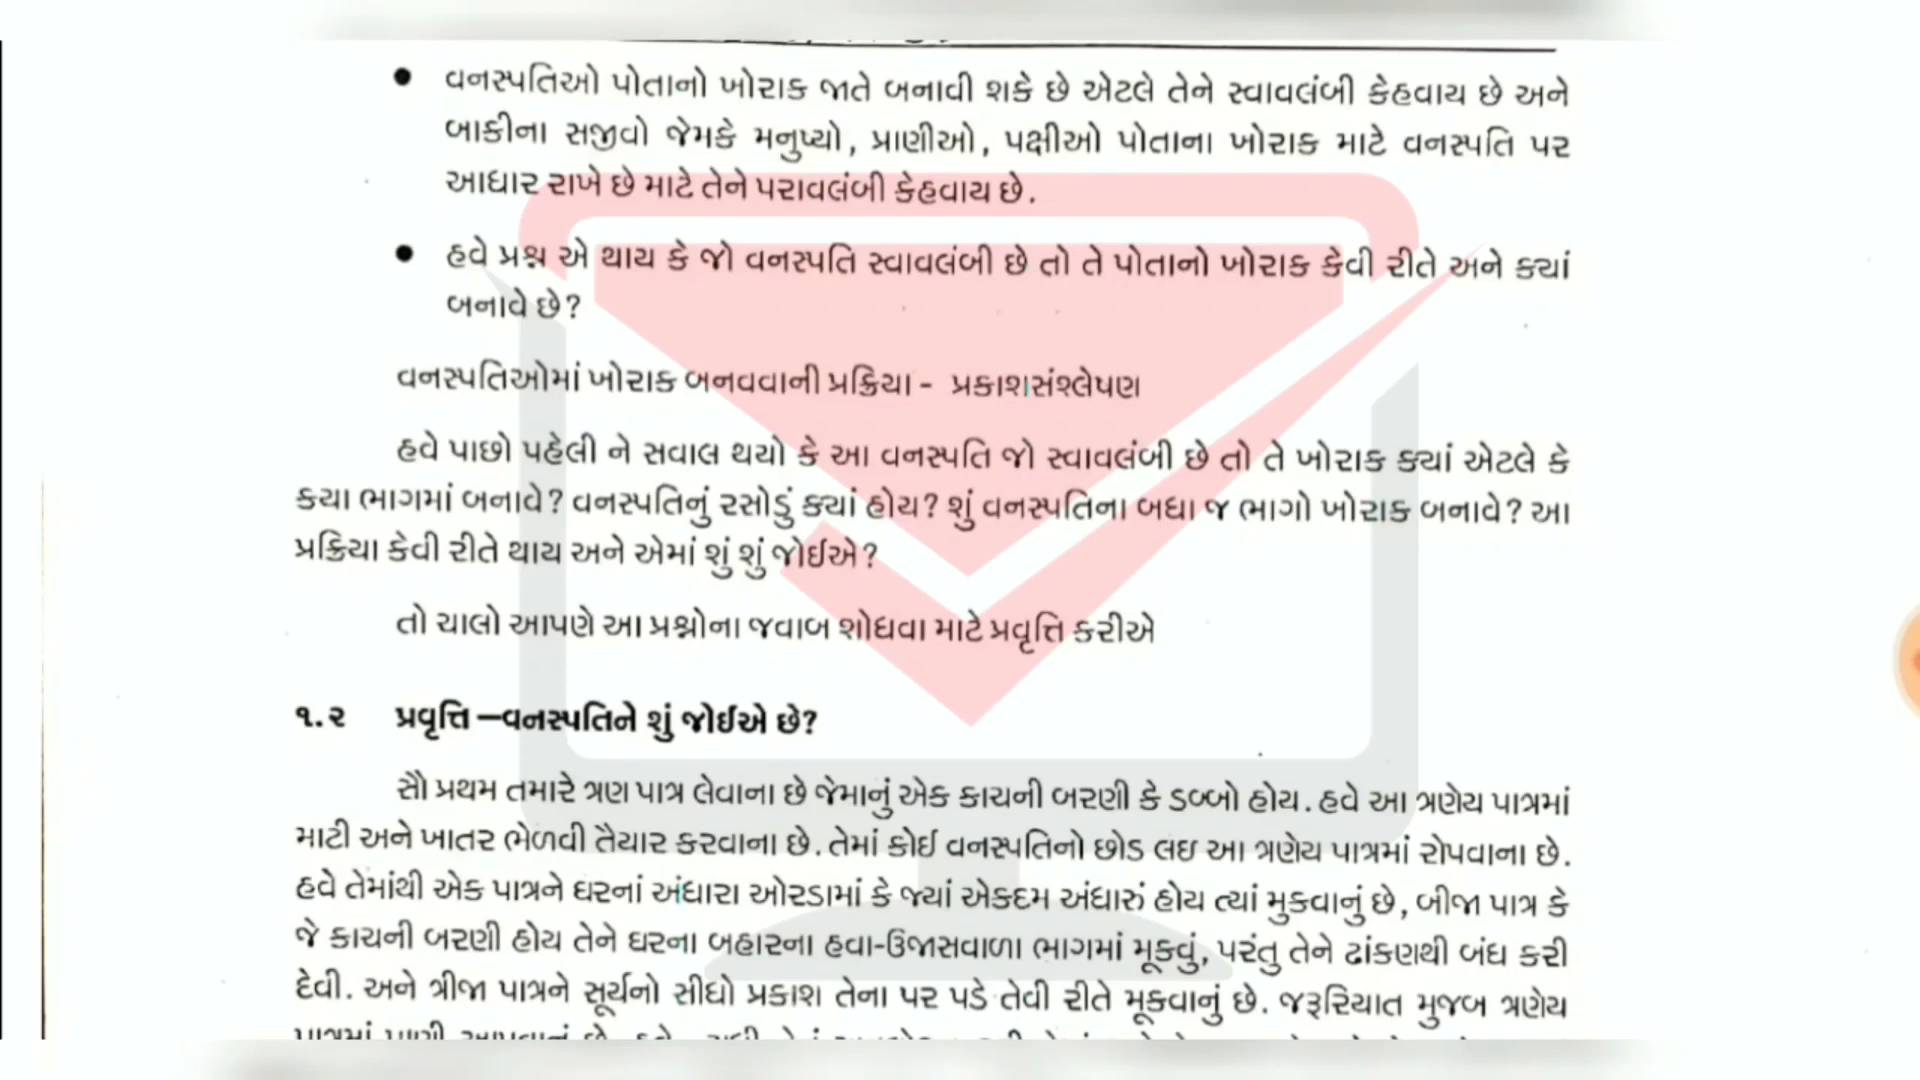 ● વનસ્પતિઓ પોતાનો ખોરાક જાતે બનાવી શકે છે એટલે તેને સ્વાવલંબી કેહવાય છે અને
બાકીના સજીવો જેમકે મનુષ્યો, પ્રાણીઓ, પક્ષીઓ પોતાના ખોરાક માટે વનસ્પતિ પર
આધાર રાખે છે માટે તેને પરાવલંબી કેહવાય છે.
● હવે પ્રશ્ન એ થાય કે જો વનસ્પતિ સ્વાવલંબી છે તો તે પોતાનો ખોરાક કેવી રીતે અને ક્યાં
બનાવે છે?
વનસ્પતિઓમાં ખોરાક બનવવાની પ્રક્રિયા - પ્રકાશસંશ્લેષણ
હવે પાછો પહેલી ને સવાલ થયો કે આ વનસ્પતિ જો સ્વાવલંબી છે તો તે ખોરાક ક્યાં એટલે કે
કયા ભાગમાં બનાવે? વનસ્પતિનું રસોડું ક્યાં હોય? શું વનસ્પતિના બધા જ ભાગો ખોરાક બનાવે? આ
પ્રક્રિયા કેવી રીતે થાય અને એમાં શું શું જોઈએ?
તો ચાલો આપણે આ પ્રશ્નોના જવાબ શોધવા માટે પ્રવૃત્તિ કરીએ
૧.૨ પ્રવૃત્તિ –વનસ્પતિને શું જોઈએ છે?
સૌ પ્રથમ તમારે ત્રણ પાત્ર લેવાના છે જેમાનું એક કાચની બરણી કે ડબ્બો હોય. હવે આ ત્રણેય પાત્રમાં
માટી અને ખાતર ભેળવી તૈયાર કરવાના છે. તેમાં કોઈ વનસ્પતિનો છોડ લઇ આ ત્રણેય પાત્રમાં રોપવાના છે.
હવે તેમાંથી એક પાત્રને ઘરનાં અંધારા ઓરડામાં કે જ્યાં એકદમ અંધારું હોય ત્યાં મુકવાનું છે, બીજા પાત્ર કે
જે કાચની બરણી હોય તેને ઘરના બહારના હવા-ઉજાસવાળા ભાગમાં મૂકવું, પરંતુ તેને ઢાંકણથી બંધ કરી
દેવી. અને ત્રીજા પાત્રને સૂર્યનો સીધો પ્રકાશ તેના પર પડે તેવી રીતે મૂકવાનું છે. જરૂરિયાત મુજબ ત્રણેય